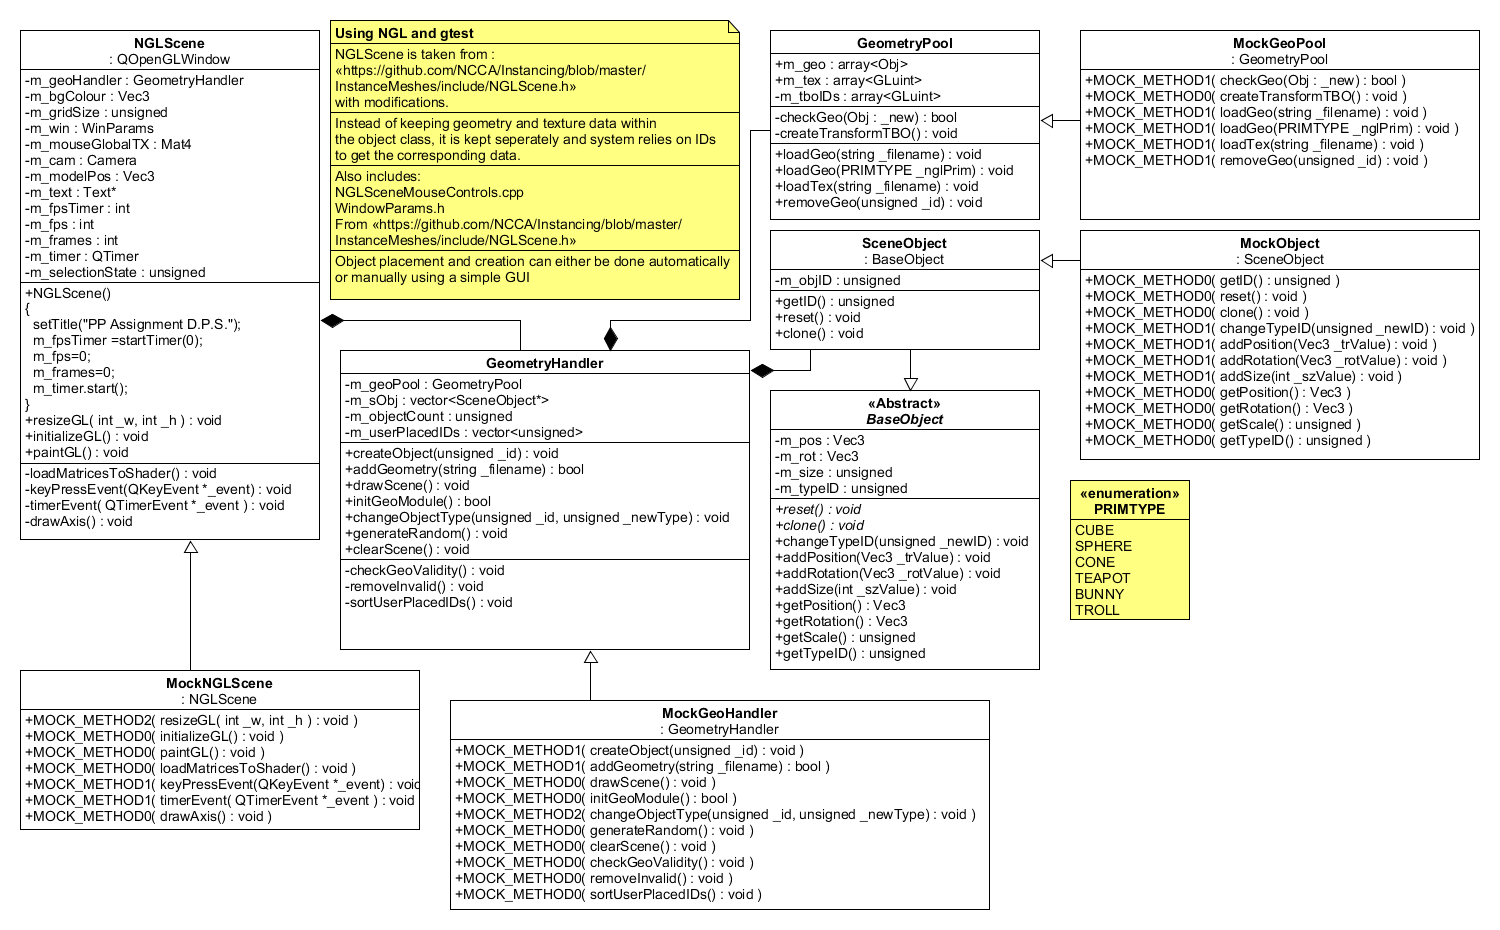 NGLScene
: QOpenGLWindow
-m_geoHandler : GeometryHandler
-m_bgColour : Vec3
-m_gridSize : unsigned
-m_win : WinParams
-m_mouseGlobalTX : Mat4
-m_cam : Camera
-m_modelPos : Vec3
-m_text : Text*
-m_fpsTimer : int
-m_fps : int
-m_frames : int
-m_timer : QTimer
-m_selectionState : unsigned
+NGLScene()
{
setTitle("PP Assignment D.P.S.");
m_fpsTimer =startTimer(0);
m_fps=0;
m_frames=0;
m_timer.start();
}
+resizeGL( int _w, int _h ) : void
+initializeGL() : void
+paintGL() : void
-loadMatricesToShader() : void
-keyPressEvent(QKeyEvent *_event) : void
-timerEvent( QTimerEvent *_event ) : void
-drawAxis() : void
Using NGL and gtest
NGLScene is taken from :
«https://github.com/NCCA/Instancing/blob/master/
InstanceMeshes/include/NGLScene.h»
with modifications.
Instead of keeping geometry and texture data within
the object class, it is kept seperately and system relies on IDs
to get the corresponding data.
Also includes:
NGLSceneMouseControls.cpp
WindowParams.h
From «https://github.com/NCCA/Instancing/blob/master/
InstanceMeshes/include/NGLScene.h»
Object placement and creation can either be done automatically
or manually using a simple GUI
GeometryPool
+m_geo : array<Obj>
+m_tex : array<GLuint>
-m_tboIDs : array<GLuint>
-checkGeo(Obj : _new) : bool
-createTransformTBO() : void
+loadGeo(string _filename) : void
+loadGeo(PRIMTYPE _nglPrim) : void
+loadTex(string _filename) : void
+removeGeo(unsigned _id) : void
MockGeoPool
: GeometryPool
+MOCK_METHOD1( checkGeo(Obj : _new) : bool )
+MOCK_METHOD0( createTransformTBO() : void )
+MOCK_METHOD1( loadGeo(string _filename) : void )
+MOCK_METHOD1( loadGeo(PRIMTYPE _nglPrim) : void )
+MOCK_METHOD1( loadTex(string _filename) : void )
+MOCK_METHOD1( removeGeo(unsigned _id) : void )
SceneObject
: BaseObject
-m_objID : unsigned
+getID() : unsigned
+reset() : void
+clone() : void
MockObject
: SceneObject
+MOCK_METHOD0( getID() : unsigned )
+MOCK_METHOD0( reset() : void )
+MOCK_METHOD0( clone() : void )
+MOCK_METHOD1( changeTypeID(unsigned _newID) : void )
+MOCK_METHOD1( addPosition(Vec3 _trValue) : void )
+MOCK_METHOD1( addRotation(Vec3 _rotValue) : void )
+MOCK_METHOD1( addSize(int _szValue) : void )
+MOCK_METHOD0( getPosition() : Vec3 )
+MOCK_METHOD0( getRotation() : Vec3 )
+MOCK_METHOD0( getScale() : unsigned )
+MOCK_METHOD0( getTypeID() : unsigned )
GeometryHandler
-m_geoPool : GeometryPool
-m_sObj : vector<SceneObject*>
-m_objectCount : unsigned
-m_userPlacedIDs : vector<unsigned>
+createObject(unsigned _id) : void
+addGeometry(string _filename) : bool
+drawScene() : void
+initGeoModule() : bool
+changeObjectType(unsigned _id, unsigned _newType) : void
+generateRandom() : void
+clearScene() : void
-checkGeoValidity() : void
-removeInvalid() : void
-sortUserPlacedIDs() : void
«Abstract»
BaseObject
-m_pos : Vec3
-m_rot : Vec3
-m_size : unsigned
-m_typeID : unsigned
+reset() : void
+clone() : void
+changeTypeID(unsigned _newID) : void
+addPosition(Vec3 _trValue) : void
+addRotation(Vec3 _rotValue) : void
+addSize(int _szValue) : void
+getPosition() : Vec3
+getRotation() : Vec3
+getScale() : unsigned
+getTypeID() : unsigned
«enumeration»
PRIMTYPE
CUBE
SPHERE
CONE
TEAPOT
BUNNY
TROLL
MockNGLScene
: NGLScene
+MOCK_METHOD2( resizeGL( int _w, int _h ) : void )
+MOCK_METHOD0( initializeGL() : void )
+MOCK_METHOD0( paintGL() : void )
+MOCK_METHOD0( loadMatricesToShader() : void )
+MOCK_METHOD1( keyPressEvent(QKeyEvent *_event) : void
+MOCK_METHOD1( timerEvent( QTimerEvent *_event ) : void
+MOCK_METHOD0( drawAxis() : void )
MockGeoHandler
: GeometryHandler
+MOCK_METHOD1( createObject(unsigned _id) : void )
+MOCK_METHOD1( addGeometry(string _filename) : bool )
+MOCK_METHOD0( drawScene() : void )
+MOCK_METHOD0( initGeoModule() : bool )
+MOCK_METHOD2( changeObjectType(unsigned _id, unsigned _newType) : void )
+MOCK_METHOD0( generateRandom() : void )
+MOCK_METHOD0( clearScene() : void )
+MOCK_METHOD0( checkGeoValidity() : void )
+MOCK_METHOD0( removeInvalid() : void )
+MOCK_METHOD0( sortUserPlacedIDs() : void )